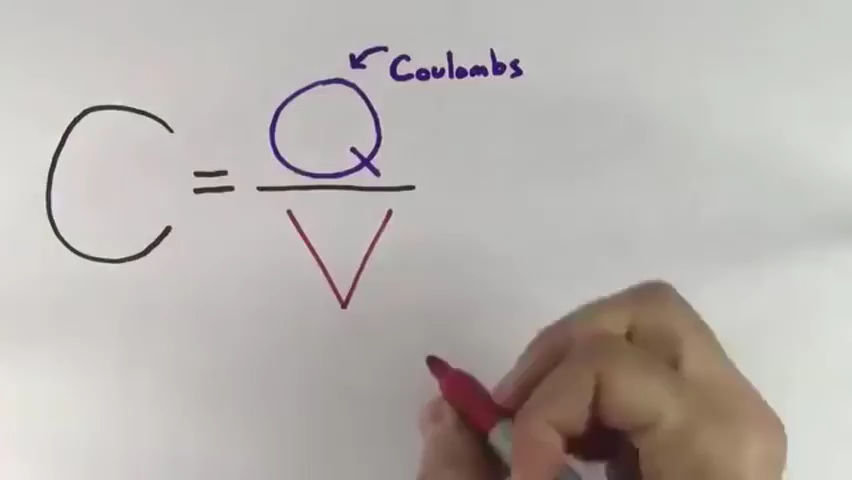 Coulombs
C = Q
V